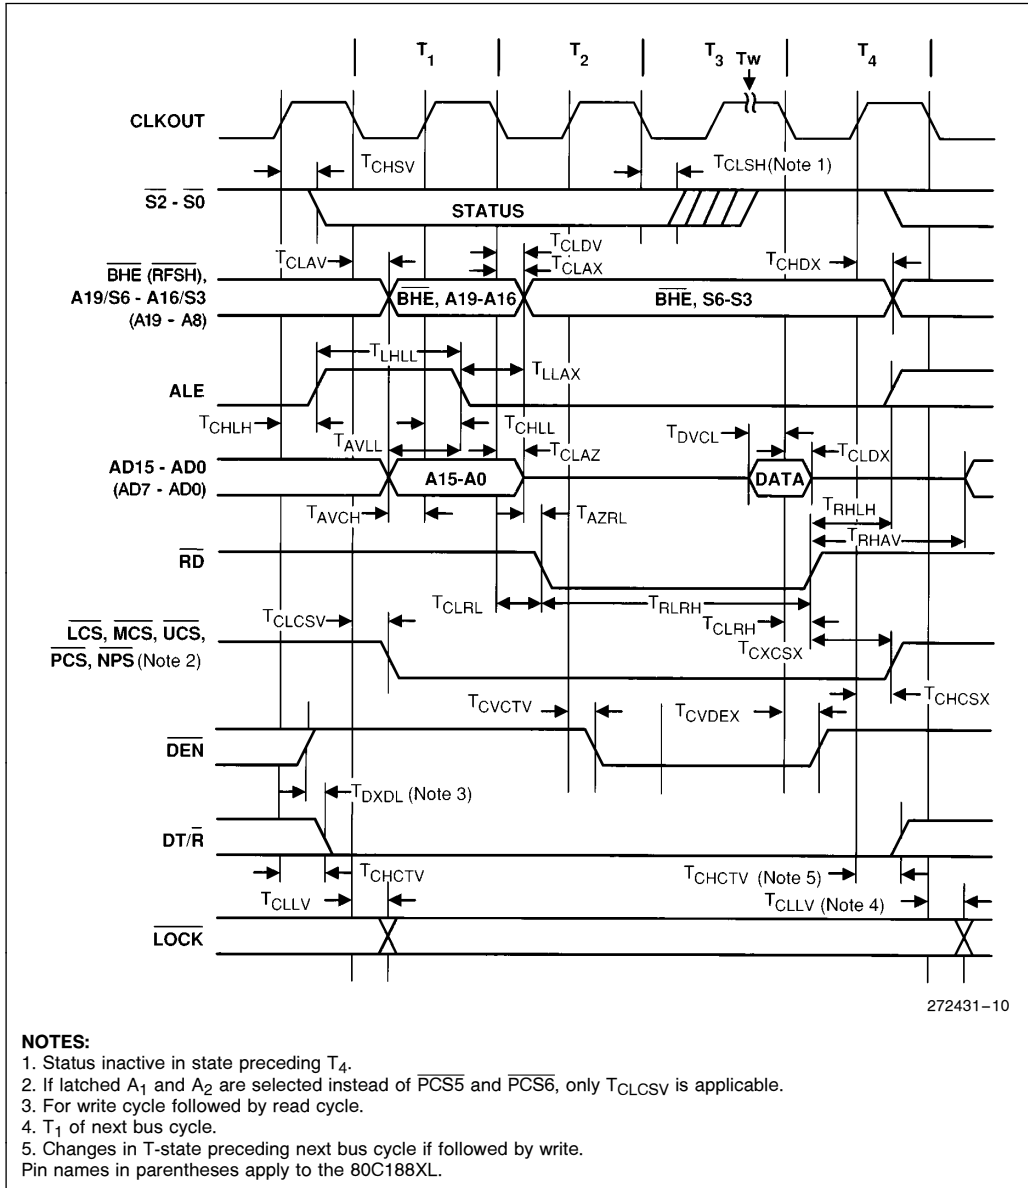 T1 T2 T3 Tw T4
CLKOUT
TCHSV TCLSH (Note 1)
S2 - S0
STATUS
TCLDV
TCLAV TCLAX TCHDX
BHE (RFSH),
A19/S6 - A16/S3
(A19 - A8)
BHE, A19-A16
BHE, S6-S3
TLHLL
TLLAX
ALE
TCHLH TCHLL
TDVCL
TAVLL TCLAZ TCLDX
AD15 - AD0
(AD7 - AD0)
A15-A0
DATA
TRHLH
TAVCH TAZRL
TRHAV
RD
TCLRL TRLRH
TCLCSV TCLRH
LCS, MCS, UCS,
PCS, NPS (Note 2)
TCXCSX
TCHCSX
TCVCTV TCVDEX
DEN
TDXDL (Note 3)
DT/R
TCHCTV TCHCTV (Note 5)
TCLLV TCLLV (Note 4)
LOCK
272431–10
NOTES:
1. Status inactive in state preceding T4.
2. If latched A1 and A2 are selected instead of PCS5 and PCS6, only TCLCSV is applicable.
3. For write cycle followed by read cycle.
4. T1 of next bus cycle.
5. Changes in T-state preceding next bus cycle if followed by write.
Pin names in parentheses apply to the 80C188XL.